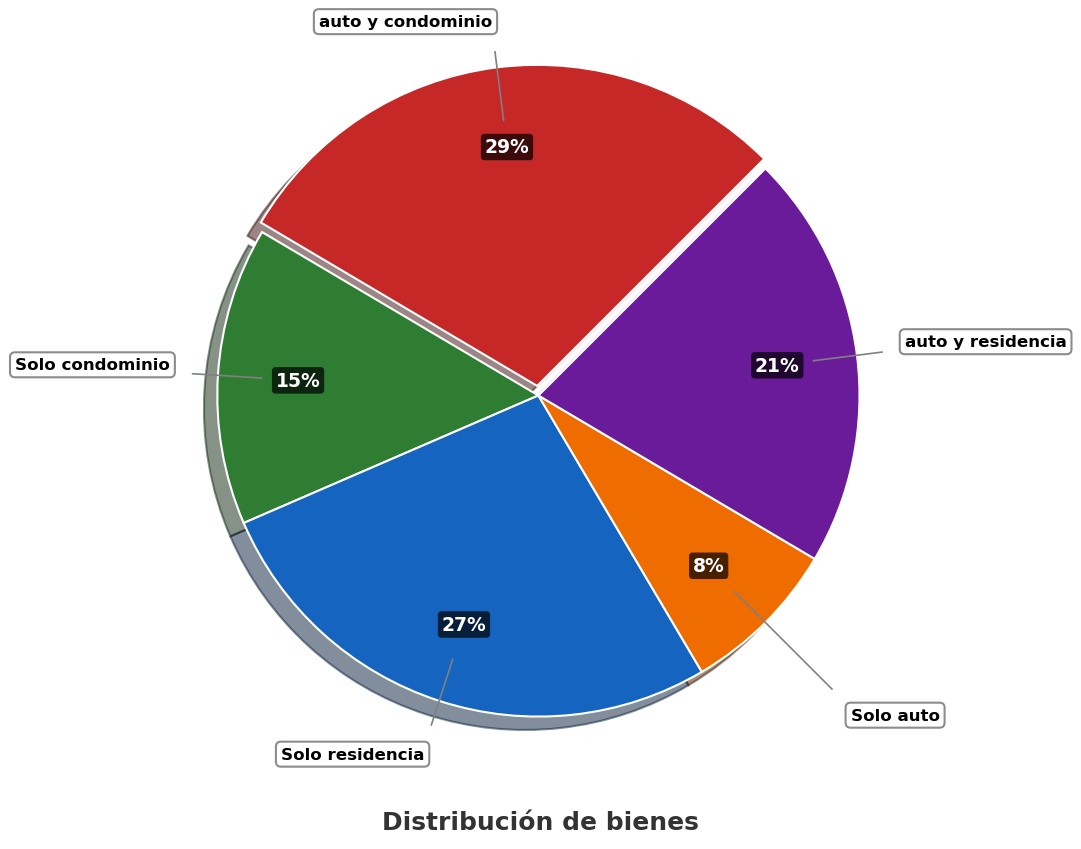 auto y condominio
29%
auto y residencia
21%
Solo condominio
15%
8%
27%
Solo auto
Solo residencia
Distribución de bienes